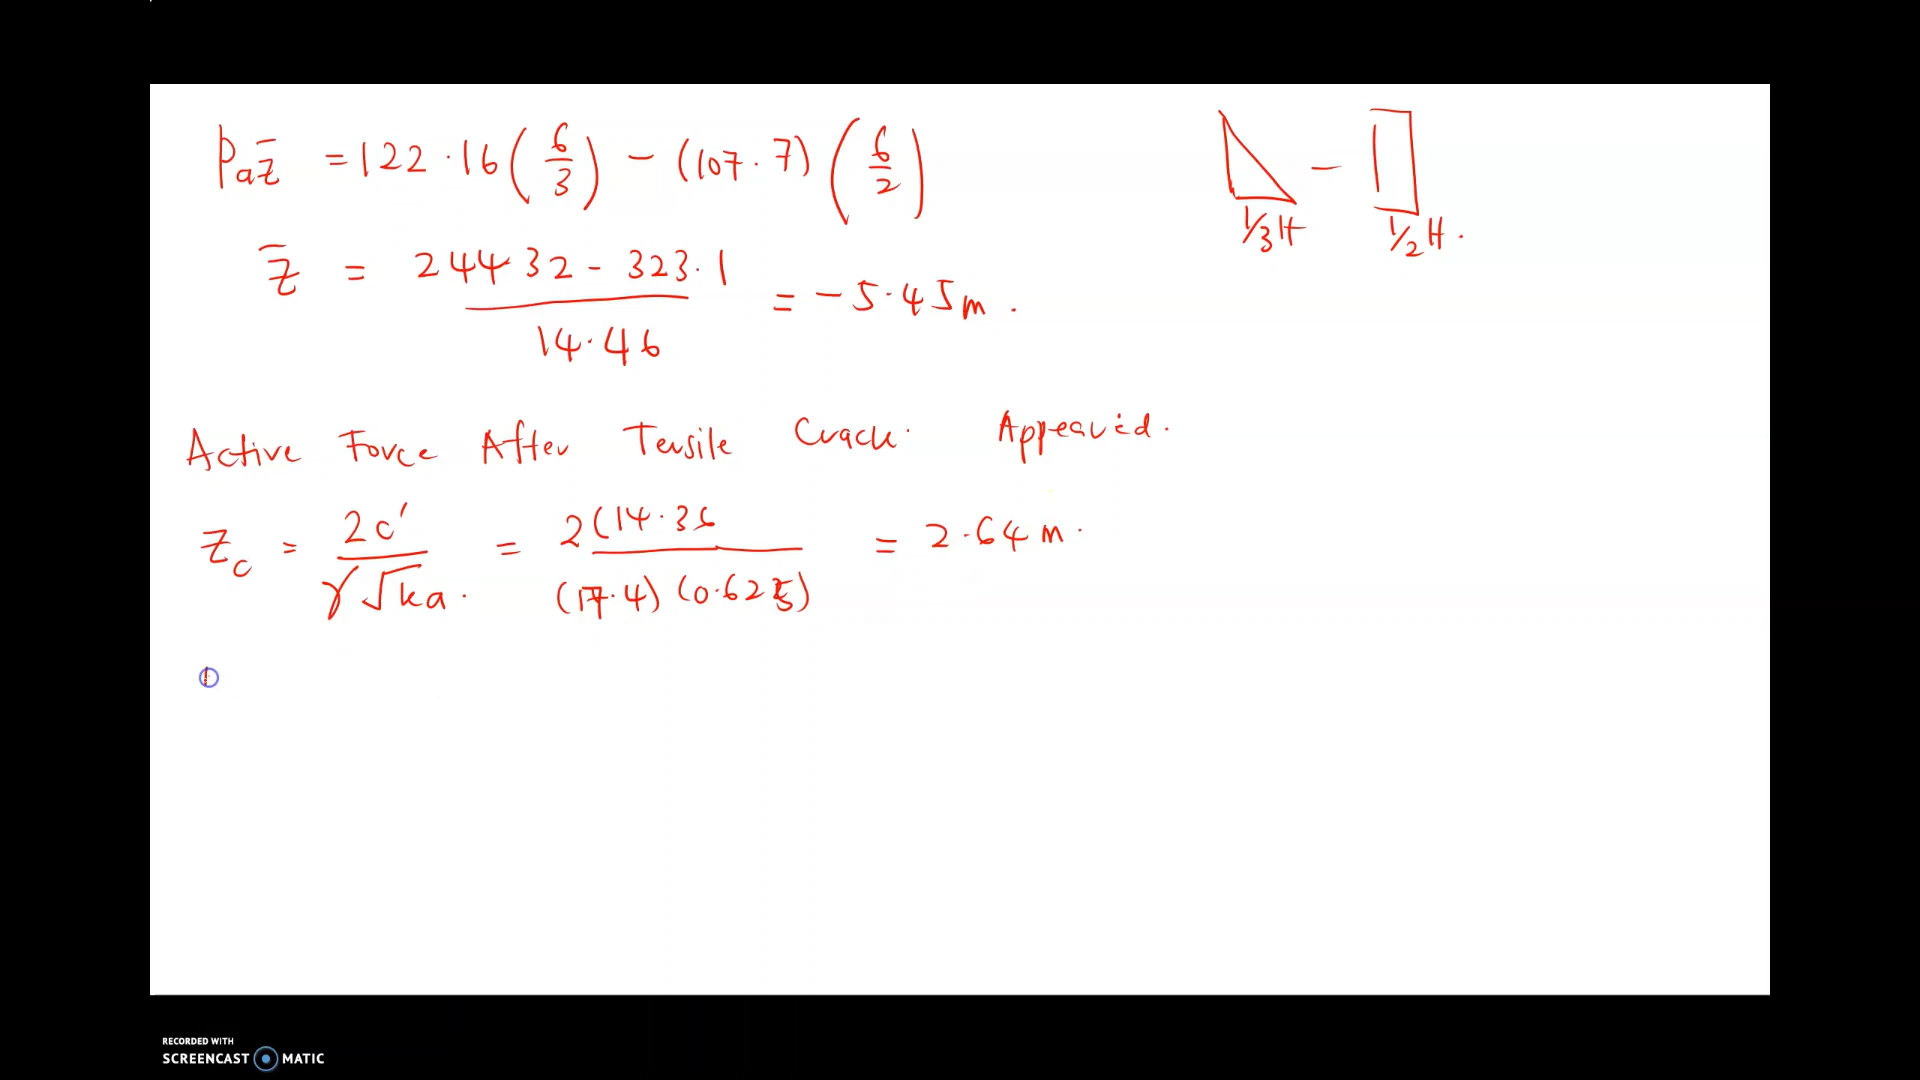 Paz̄ = 122.16 (6/3) - (107.7) (6/2)
1/3H - 1/2H.
z̄ = 244.32 - 323.1 / 14.46 = -5.45m.
Active Force After Tensile Crack. Appeared.
Zc = 2c' / γ√ka. = 2(14.36 / (17.4) (0.625) = 2.64 m.
RECORDED WITH
SCREENCAST MATIC